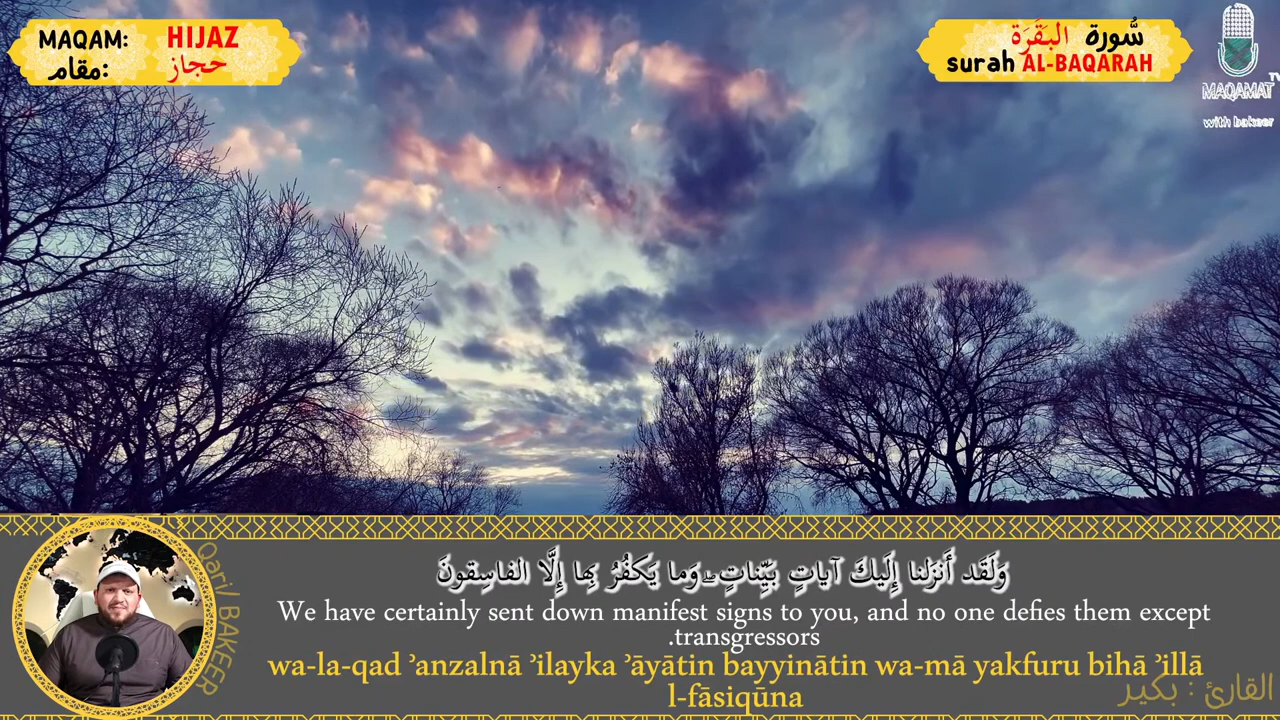 MAQAM: HIJAZ
مقام: حجاز
سُّورة البَقَرَة
surah AL-BAQARAH
MAQAMAT TV
with bakeer
وَلَقَد أَنزَلنا إِلَيكَ آياتٍ بَيِّناتٍ ۖ وَما يَكفُرُ بِها إِلَّا الفاسِقونَ
We have certainly sent down manifest signs to you, and no one defies them except
.transgressors
wa-la-qad ʾanzalnā ʾilayka ʾāyātin bayyinātin wa-mā yakfuru bihā ʾillā
l-fāsiqūna
Qari/ BAKEER
القارئ : بكير